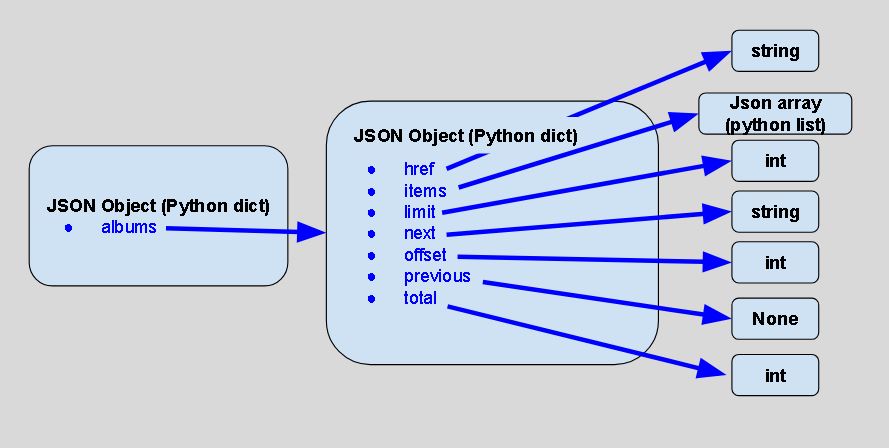 JSON Object (Python dict)
● albums
JSON Object (Python dict)
● href
● items
● limit
● next
● offset
● previous
● total
string
Json array
(python list)
int
string
int
None
int